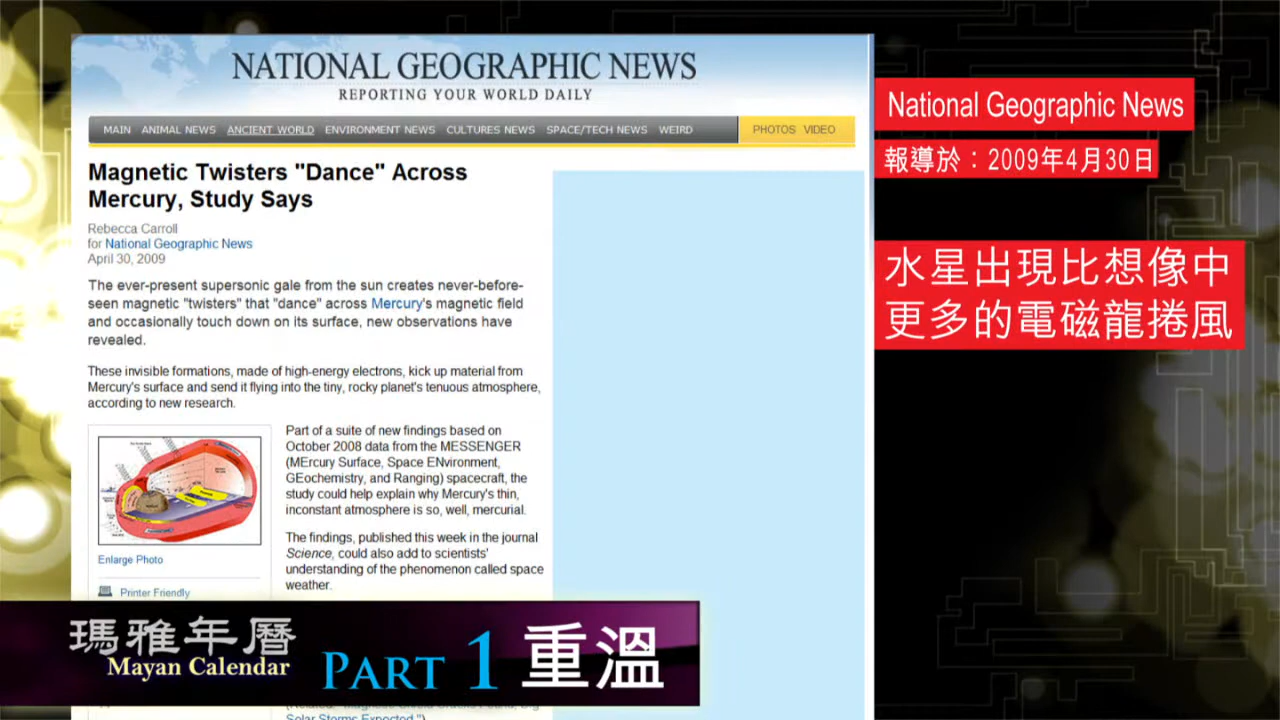 NATIONAL GEOGRAPHIC NEWS
REPORTING YOUR WORLD DAILY
MAIN ANIMAL NEWS ANCIENT WORLD ENVIRONMENT NEWS CULTURES NEWS SPACE/TECH NEWS WEIRD PHOTOS VIDEO
Magnetic Twisters "Dance" Across
Mercury, Study Says
Rebecca Carroll
for National Geographic News
April 30, 2009
The ever-present supersonic gale from the sun creates never-before-
seen magnetic "twisters" that "dance" across Mercury's magnetic field
and occasionally touch down on its surface, new observations have
revealed.
These invisible formations, made of high-energy electrons, kick up material from
Mercury's surface and send it flying into the tiny, rocky planet's tenuous atmosphere,
according to new research.
Part of a suite of new findings based on
October 2008 data from the MESSENGER
(MErcury Surface, Space ENvironment,
GEochemistry, and Ranging) spacecraft, the
study could help explain why Mercury's thin,
inconstant atmosphere is so, well, mercurial.
The findings, published this week in the journal
Science, could also add to scientists'
understanding of the phenomenon called space
weather.
Enlarge Photo
Printer Friendly
National Geographic News
報導於：2009年4月30日
水星出現比想像中
更多的電磁龍捲風
瑪雅年曆
Mayan Calendar
PART 1 重溫
Solar Storms Expected.")